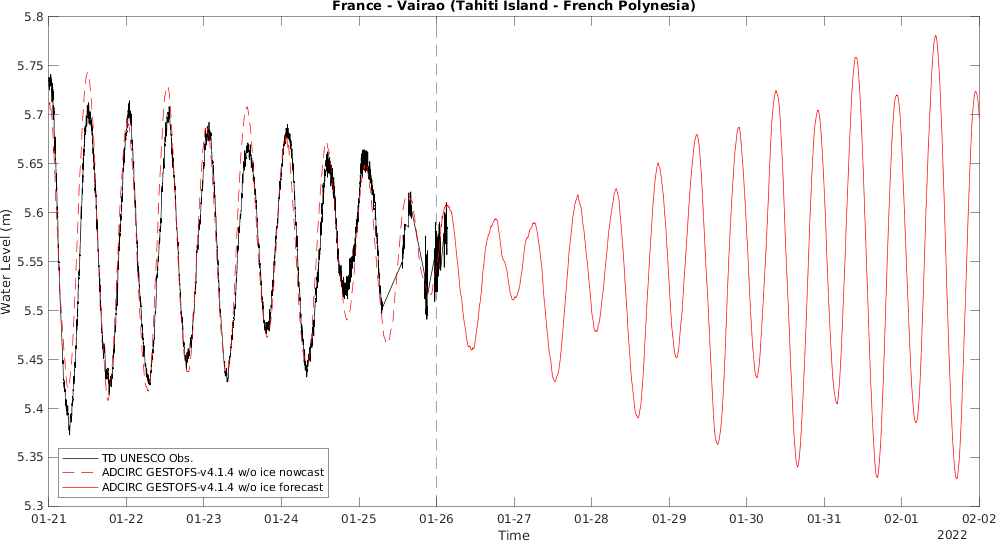 France - Vairao (Tahiti Island - French Polynesia)
5.8
5.75
5.7
5.65
5.6
5.55
5.5
5.45
5.4
5.35
5.3
Water Level (m)
TD UNESCO Obs.
ADCIRC GESTOFS-v4.1.4 w/o ice nowcast
ADCIRC GESTOFS-v4.1.4 w/o ice forecast
01-21 01-22 01-23 01-24 01-25 01-26 01-27 01-28 01-29 01-30 01-31 02-01 02-02
Time
2022